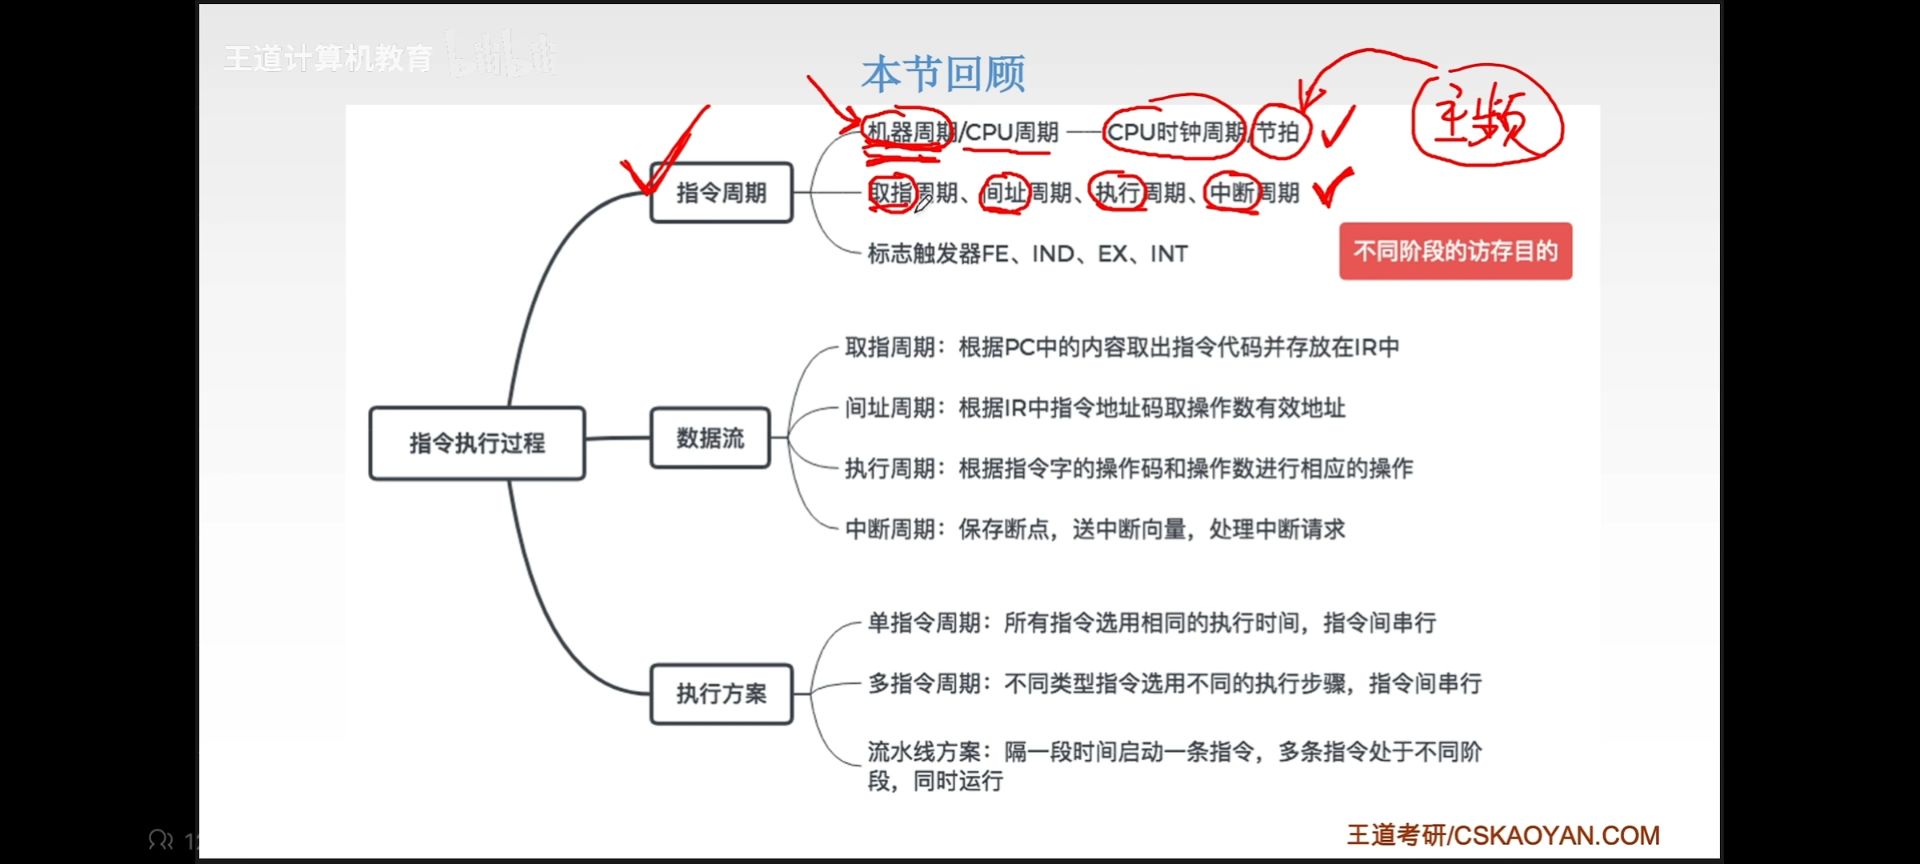 王道计算机教育 bilibili
本节回顾
主频
机器周期/CPU周期 —— CPU时钟周期/节拍
指令周期
取指周期、间址周期、执行周期、中断周期
标志触发器FE、IND、EX、INT
不同阶段的访存目的
指令执行过程
数据流
取指周期：根据PC中的内容取出指令代码并存放在IR中
间址周期：根据IR中指令地址码取操作数有效地址
执行周期：根据指令字的操作码和操作数进行相应的操作
中断周期：保存断点，送中断向量，处理中断请求
执行方案
单指令周期：所有指令选用相同的执行时间，指令间串行
多指令周期：不同类型指令选用不同的执行步骤，指令间串行
流水线方案：隔一段时间启动一条指令，多条指令处于不同阶
段，同时运行
王道考研/CSKAOYAN.COM